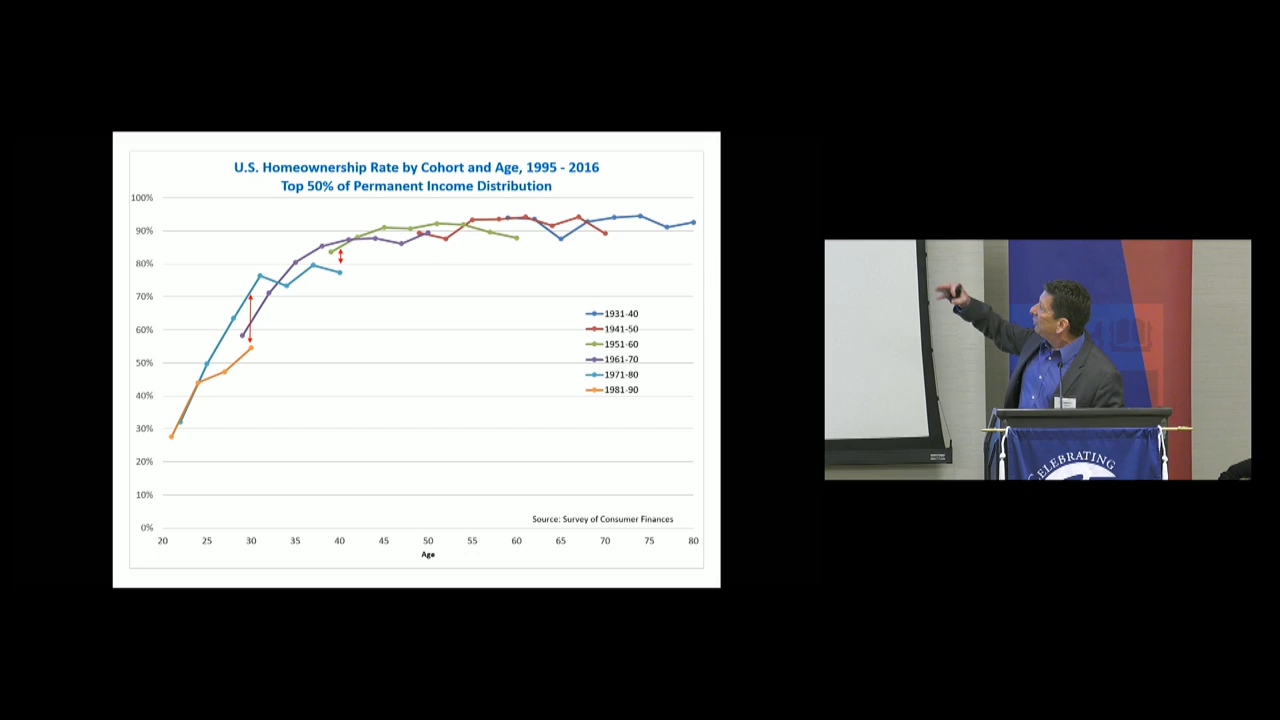 U.S. Homeownership Rate by Cohort and Age, 1995 - 2016
Top 50% of Permanent Income Distribution
100%
90%
80%
70%
60%
50%
40%
30%
20%
10%
0%
1931-40
1941-50
1951-60
1961-70
1971-80
1981-90
Source: Survey of Consumer Finances
20 25 30 35 40 45 50 55 60 65 70 75 80
Age
CELEBRATING